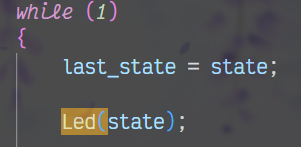 while (1)
{
last_state = state;
Led(state);